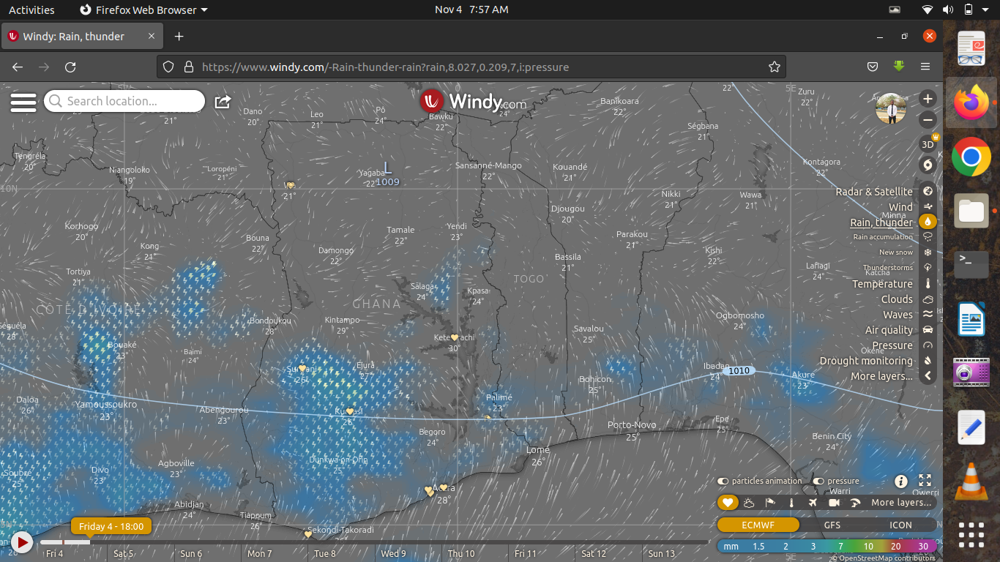 Activities
Firefox Web Browser
Nov 4 7:57 AM
Windy: Rain, thunder
https://www.windy.com/-Rain-thunder-rain?rain,8.027,0.209,7,i:pressure
Search location...
Windy.com
Dano
20°
Leo
21°
Pô
24°
Bawku
22°
24°
Banikoara
22°
22°
5E
Zuru
22°
21°
Ségbana
21°
3D
Tengréla
20°
Niangoloko
19°
Loropéni
21°
L
1009
Yagaba
22°
Sansanné-Mango
22°
Kouandé
21°
Kontagora
22°
10N
21°
Nikki
21°
Wawa
21°
Djougou
20°
Radar & Satellite
Wind
Minna
Rain, thunder
Rain accumulation
New snow
Thunderstorms
Temperature
Clouds
Waves
Air quality
Pressure
Drought monitoring
More layers...
Korhogo
20°
Kong
21°
Bouna
22°
Tamale
22°
Yendi
23°
Parakou
21°
Damongo
22°
Bassila
21°
Kishi
22°
Lafiagi
24°
Katcha
Tortiya
21°
Salaga
24°
Kpasa
24°
TOGO
CÔTE D'IVOIRE
GHANA
Séguéla
28°
Bondoukou
28°
Kintampo
29°
Ogbomosho
24°
Savalou
25°
Bouaké
23°
Baimi
24°
30°
Okene
Sunyani
26°
Ejura
27°
Ibadan
24°
1010
Akure
23°
Bohicon
25°
Daloa
26°
Yamoussoukro
23°
Abengourou
23°
Kumasi
26°
Palimé
23°
Begoro
24°
Porto-Novo
25°
Epe
25°
Benin City
24°
Lomé
26°
Soubré
25°
Divo
23°
Agboville
23°
Dunkwa-on-Ofin
25°
Accra
28°
particles animation
pressure
Warri
Owerri
Abidjan
24°
Tiapoum
26°
Sekondi-Takoradi
More layers...
Friday 4 - 18:00
ECMWF
GFS
ICON
Fri 4
Sat 5
Sun 6
Mon 7
Tue 8
Wed 9
Thu 10
Fri 11
Sat 12
Sun 13
mm 1.5 2 3 7 10 20 30
© OpenStreetMap contributors